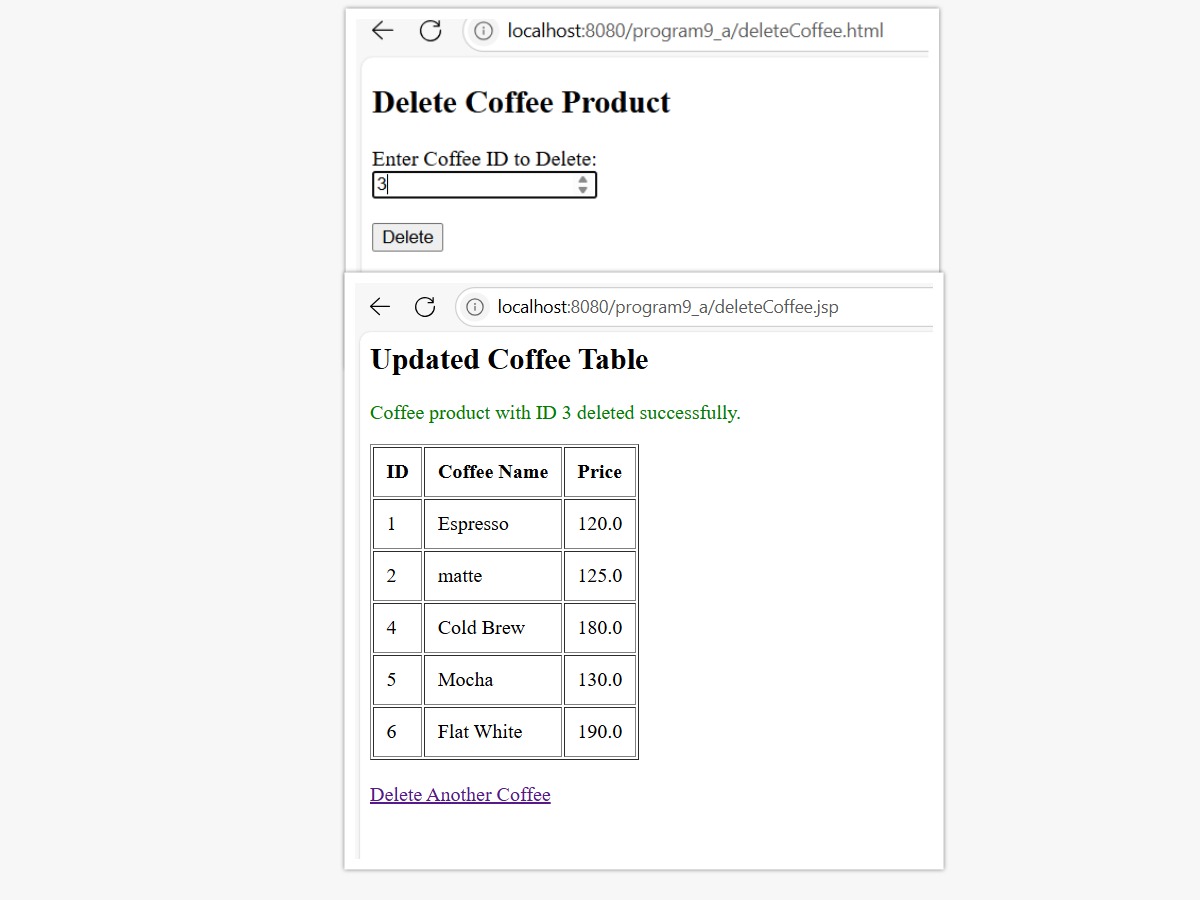 localhost:8080/program9_a/deleteCoffee.html
Delete Coffee Product
Enter Coffee ID to Delete:
3
Delete
localhost:8080/program9_a/deleteCoffee.jsp
Updated Coffee Table
Coffee product with ID 3 deleted successfully.
ID Coffee Name Price
1 Espresso 120.0
2 matte 125.0
4 Cold Brew 180.0
5 Mocha 130.0
6 Flat White 190.0
Delete Another Coffee